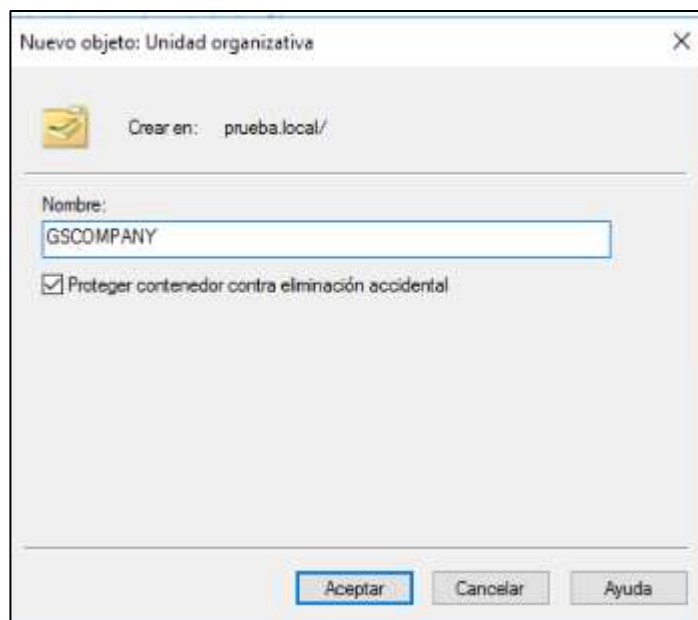 Nuevo objeto: Unidad organizativa
Crear en: prueba.local/
Nombre:
GSCOMPANY
Proteger contenedor contra eliminación accidental
Aceptar Cancelar Ayuda